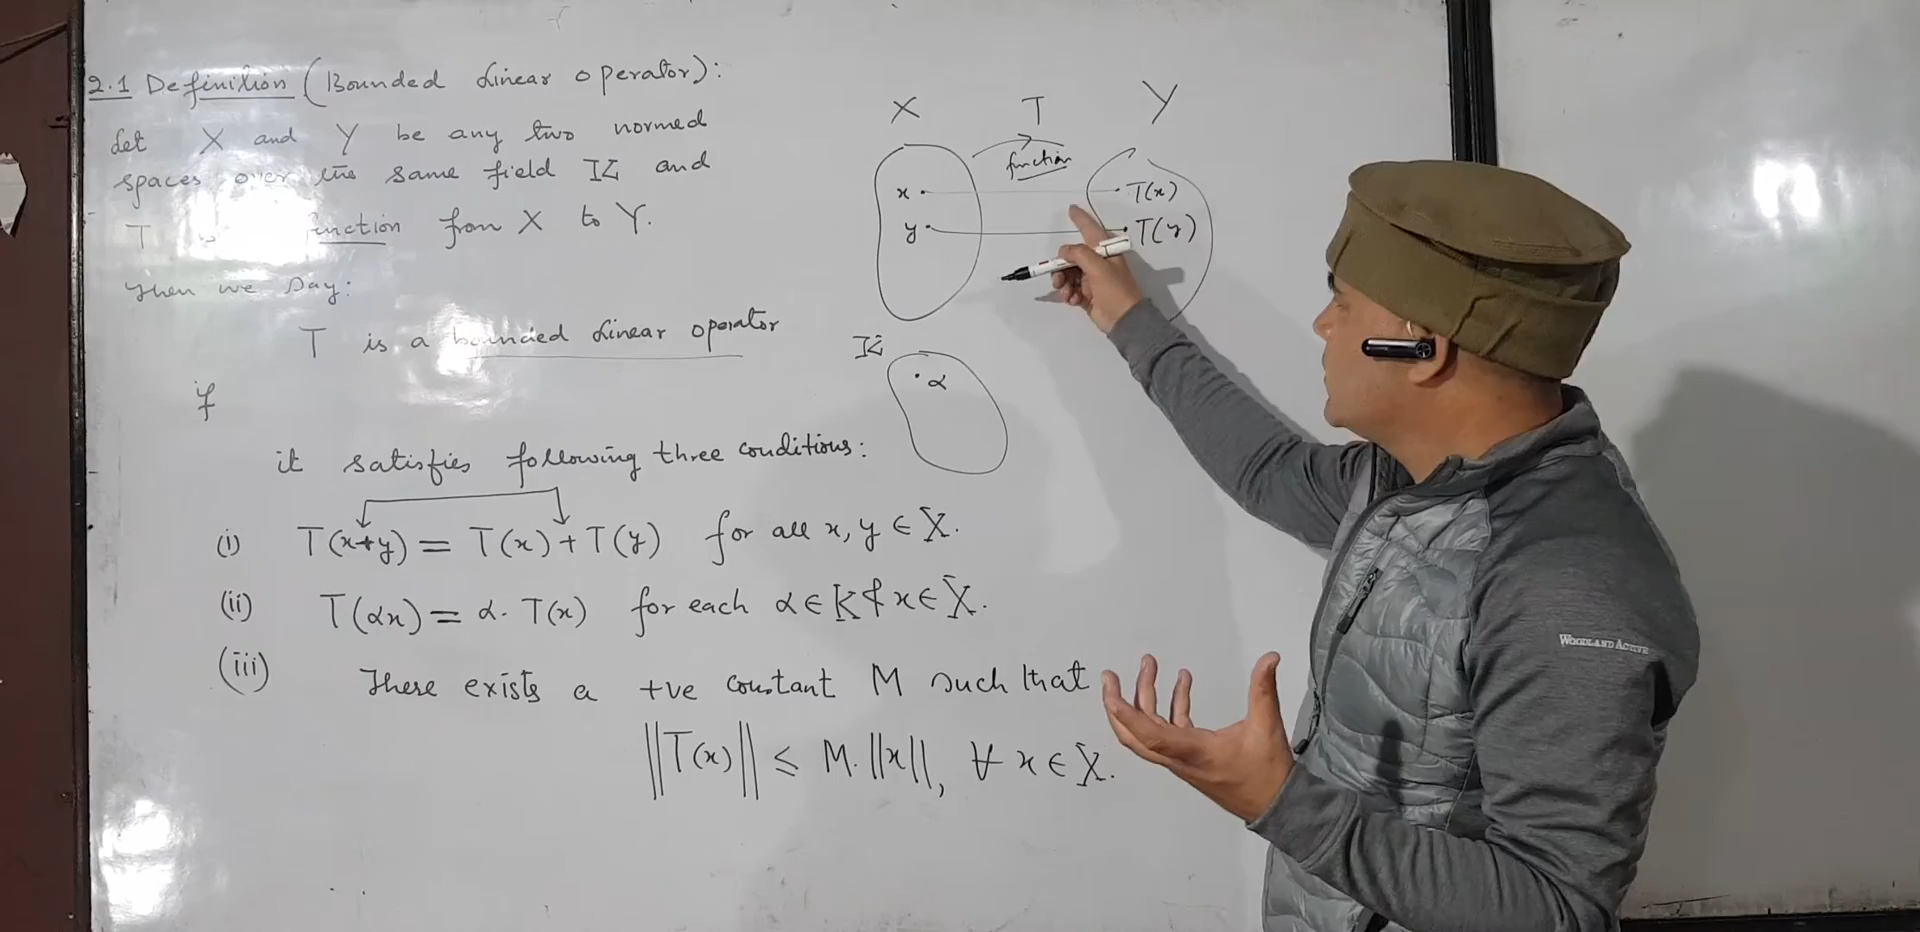 2.1 Definition (Bounded Linear operator):
Let X and Y be any two normed
spaces over the same field K and
T is function from X to Y.
Then we Say:
T is a bounded Linear operator
if
it satisfies following three conditions:
(i) T(x+y) = T(x) + T(y) for all x, y ∈ X.
(ii) T(αx) = α. T(x) for each α ∈ K & x ∈ X.
(iii) There exists a +ve constant M such that
||T(x)|| ≤ M. ||x||, ∀ x ∈ X.
X T Y
function
x T(x)
y T(y)
K
α
WOODLAND ACTIVE